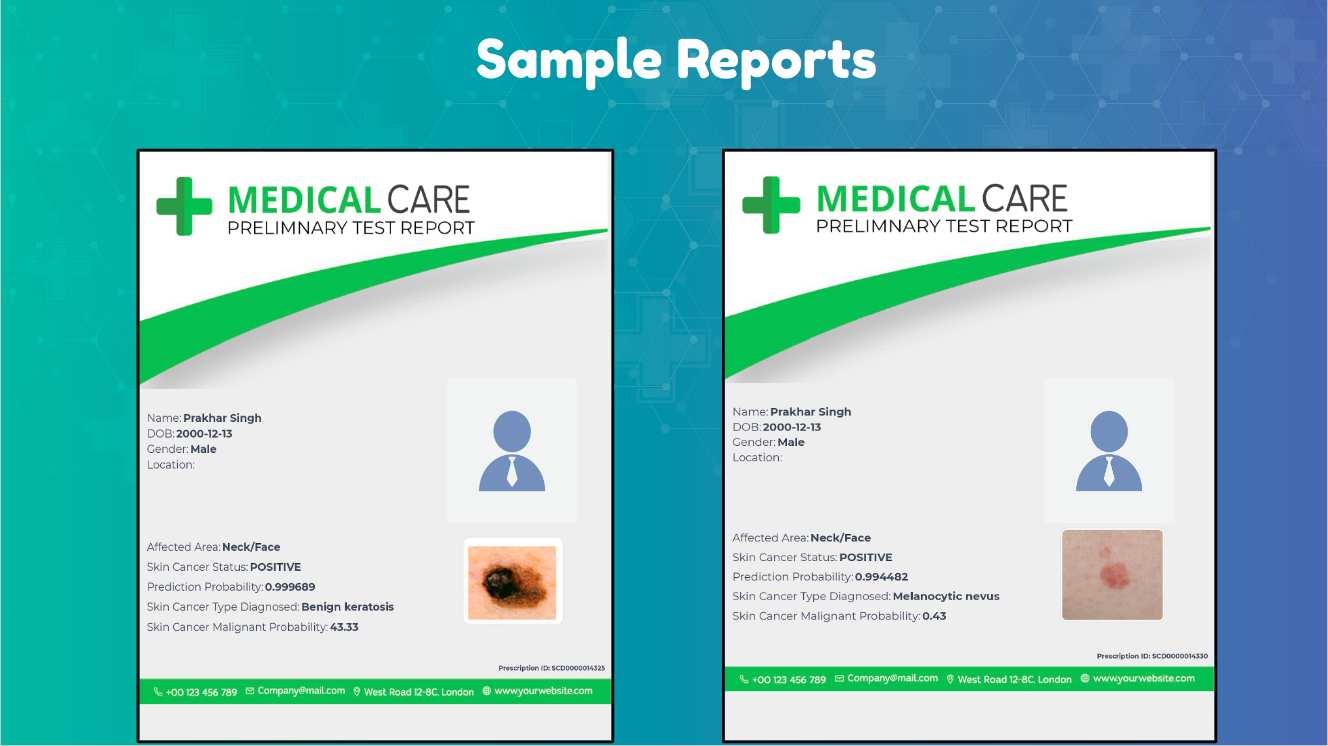 Sample Reports
MEDICAL CARE
PRELIMNARY TEST REPORT
Name: Prakhar Singh
DOB: 2000-12-13
Gender: Male
Location:
Affected Area: Neck/Face
Skin Cancer Status: POSITIVE
Prediction Probability: 0.999689
Skin Cancer Type Diagnosed: Benign keratosis
Skin Cancer Malignant Probability: 43.33
Prescription ID: SCD0000014325
+00 123 456 789 Company@mail.com West Road 12-8C, London www.yourwebsite.com
MEDICAL CARE
PRELIMNARY TEST REPORT
Name: Prakhar Singh
DOB: 2000-12-13
Gender: Male
Location:
Affected Area: Neck/Face
Skin Cancer Status: POSITIVE
Prediction Probability: 0.994482
Skin Cancer Type Diagnosed: Melanocytic nevus
Skin Cancer Malignant Probability: 0.43
Prescription ID: SCD0000014330
+00 123 456 789 Company@mail.com West Road 12-8C, London www.yourwebsite.com